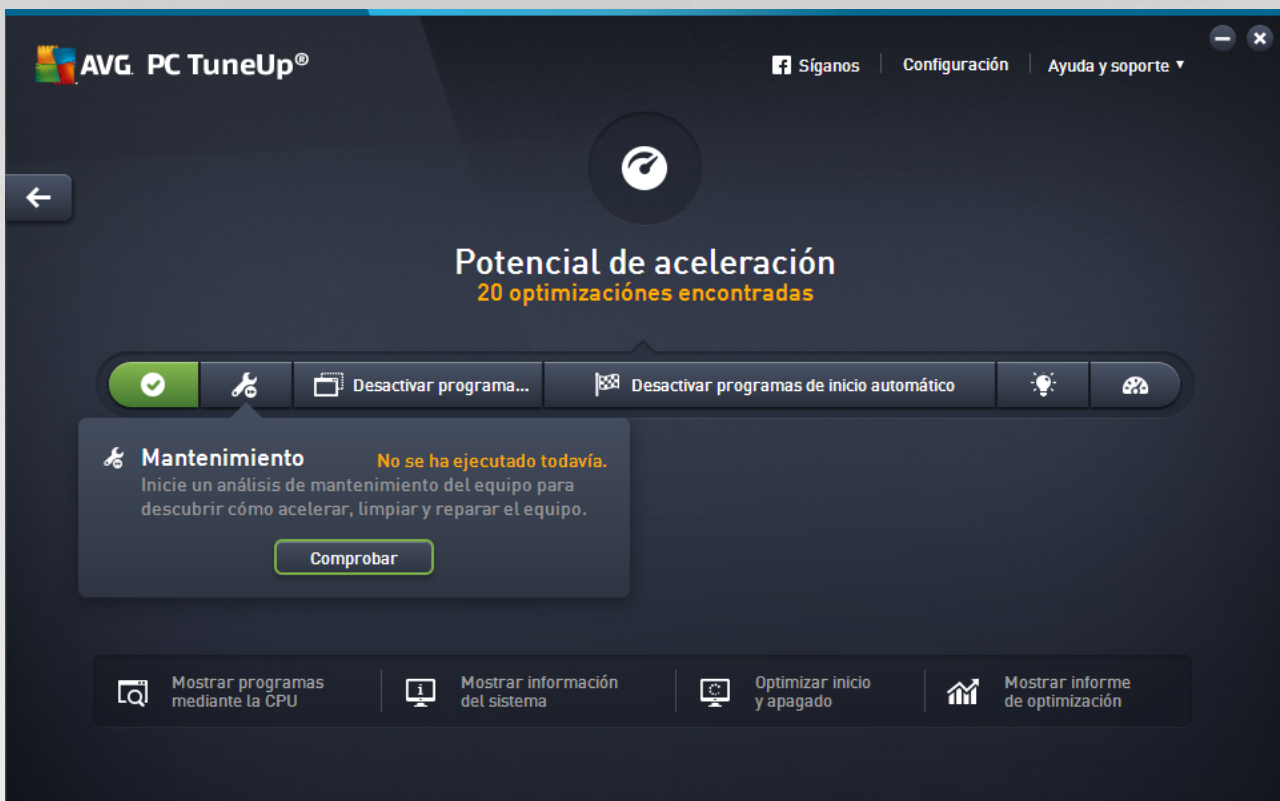 AVG PC TuneUp®
Síganos
Configuración
Ayuda y soporte
Potencial de aceleración
20 optimizaciónes encontradas
Desactivar programa...
Desactivar programas de inicio automático
Mantenimiento
No se ha ejecutado todavía.
Inicie un análisis de mantenimiento del equipo para
descubrir cómo acelerar, limpiar y reparar el equipo.
Comprobar
Mostrar programas
mediante la CPU
Mostrar información
del sistema
Optimizar inicio
y apagado
Mostrar informe
de optimización